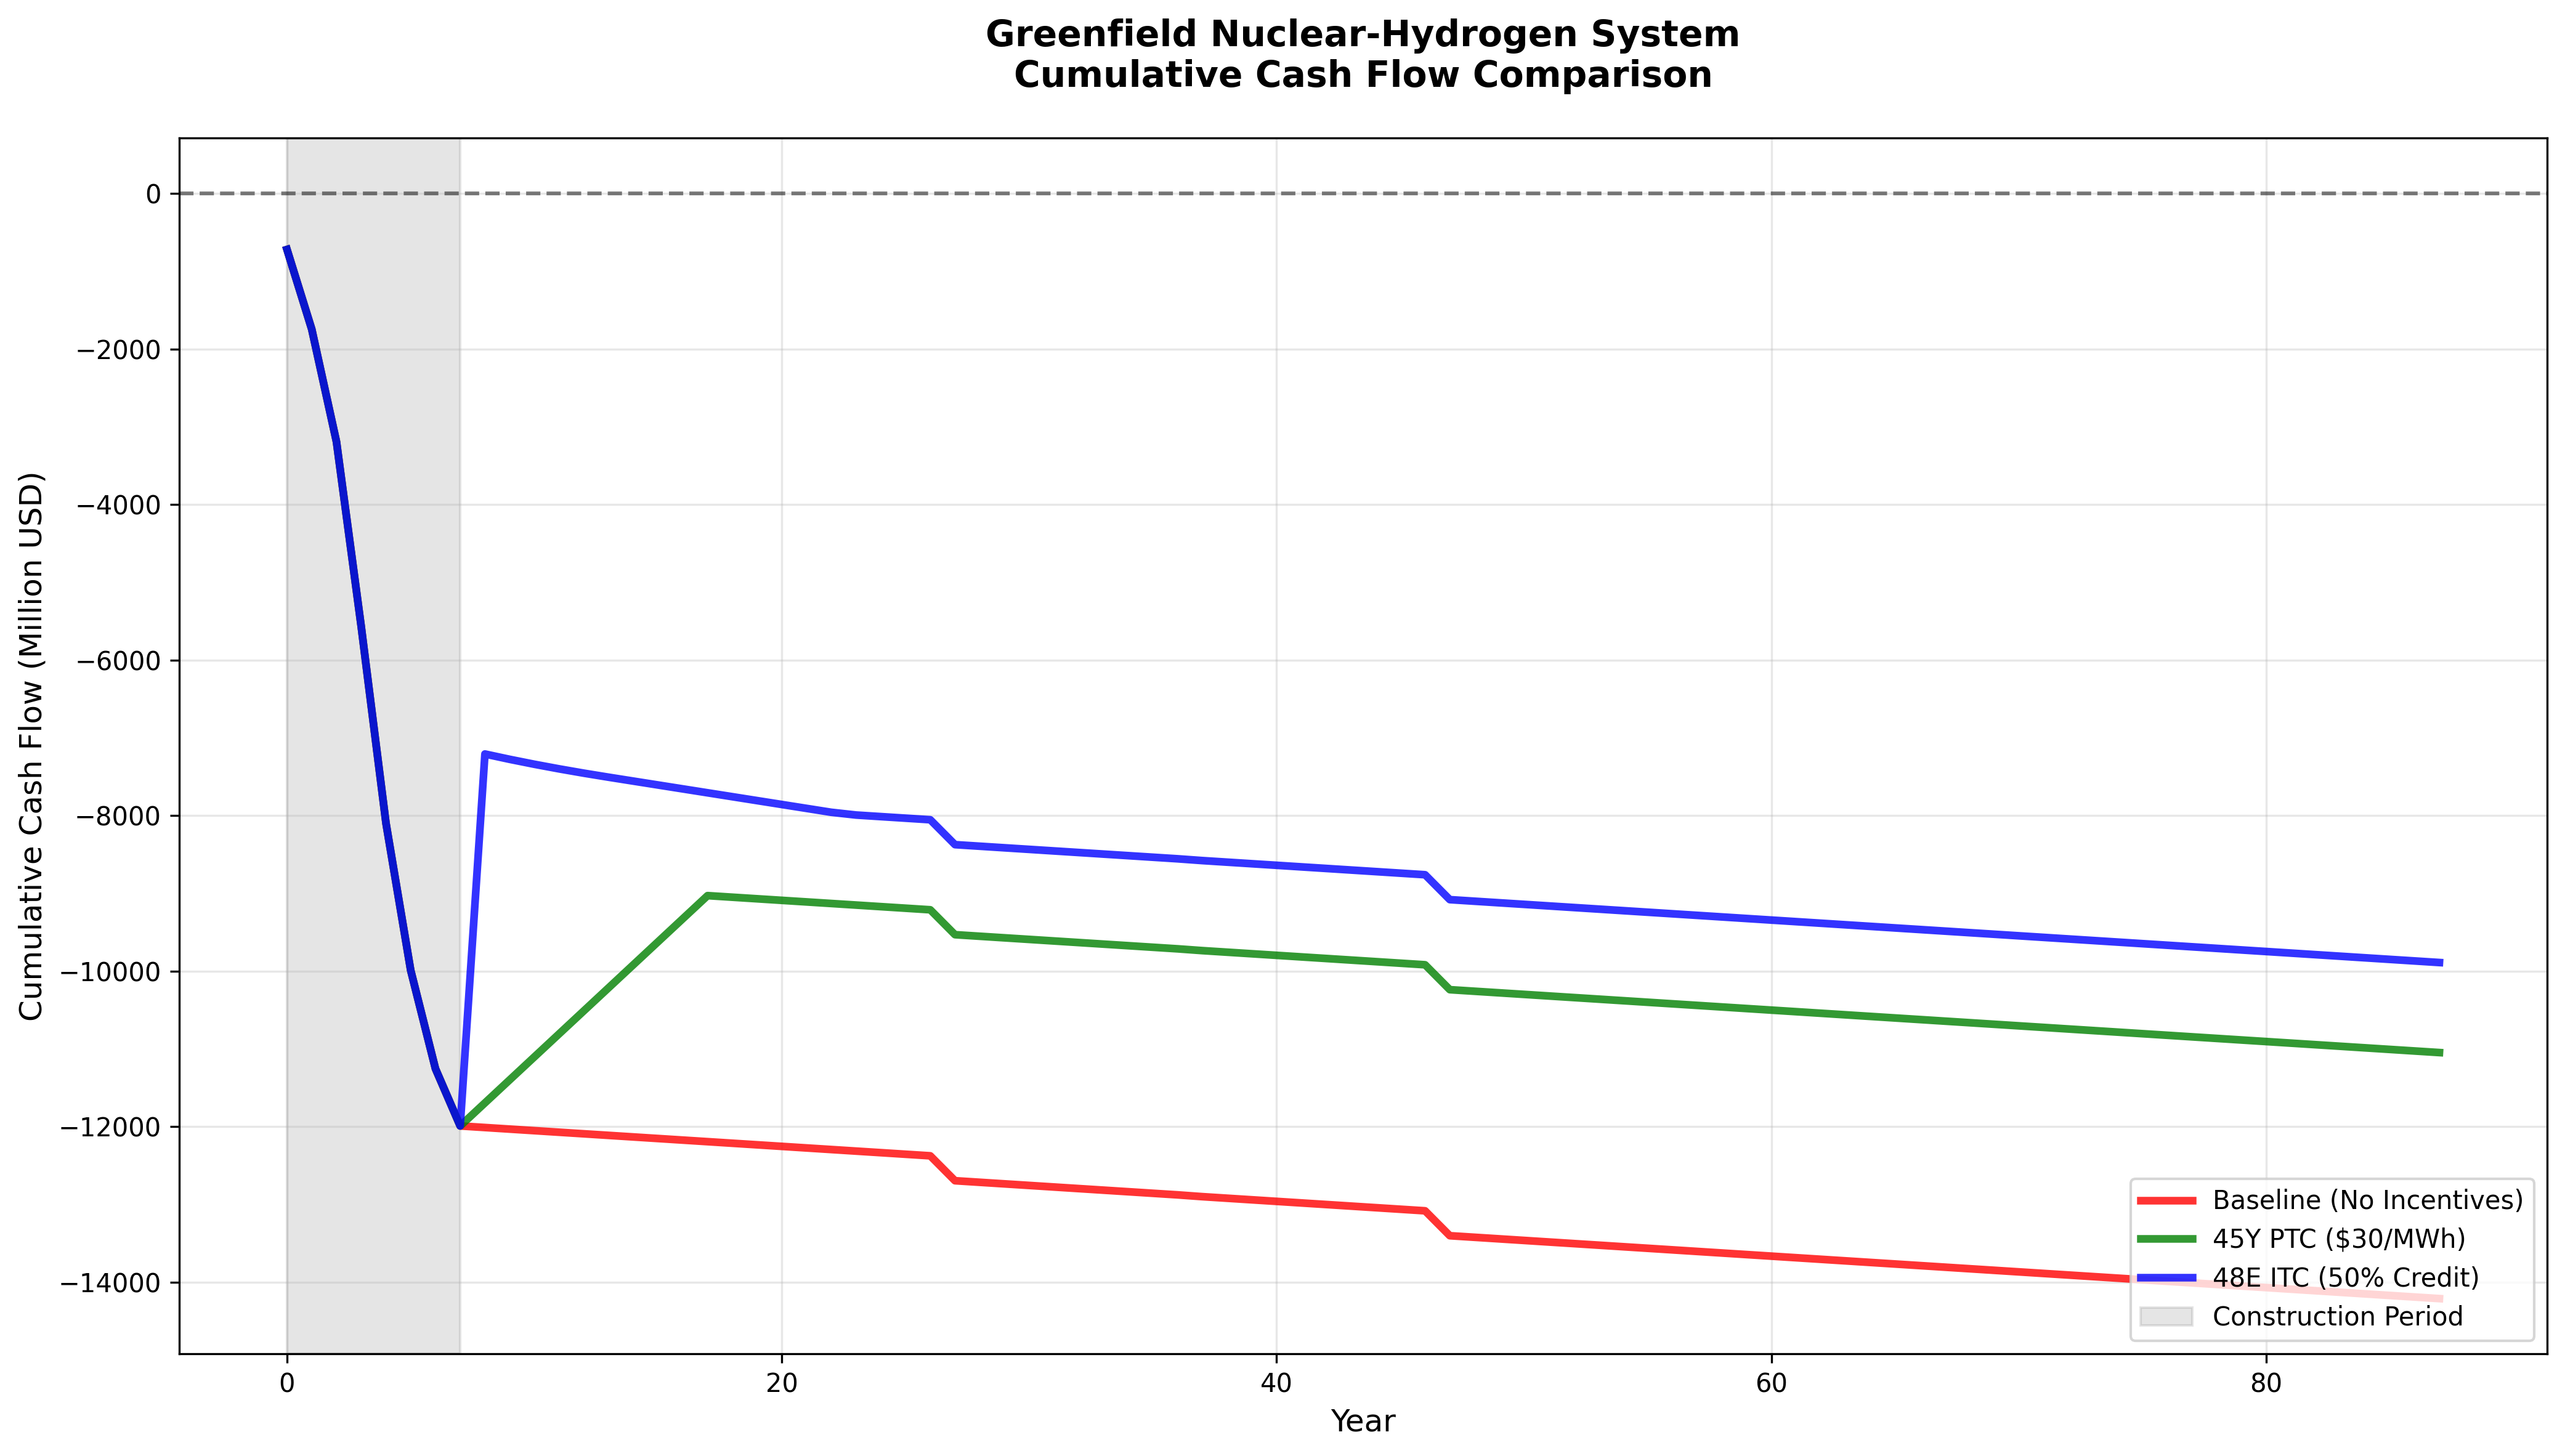 Greenfield Nuclear-Hydrogen System
Cumulative Cash Flow Comparison
Cumulative Cash Flow (Million USD)
0
−2000
−4000
−6000
−8000
−10000
−12000
−14000
0
20
40
60
80
Year
Baseline (No Incentives)
45Y PTC ($30/MWh)
48E ITC (50% Credit)
Construction Period